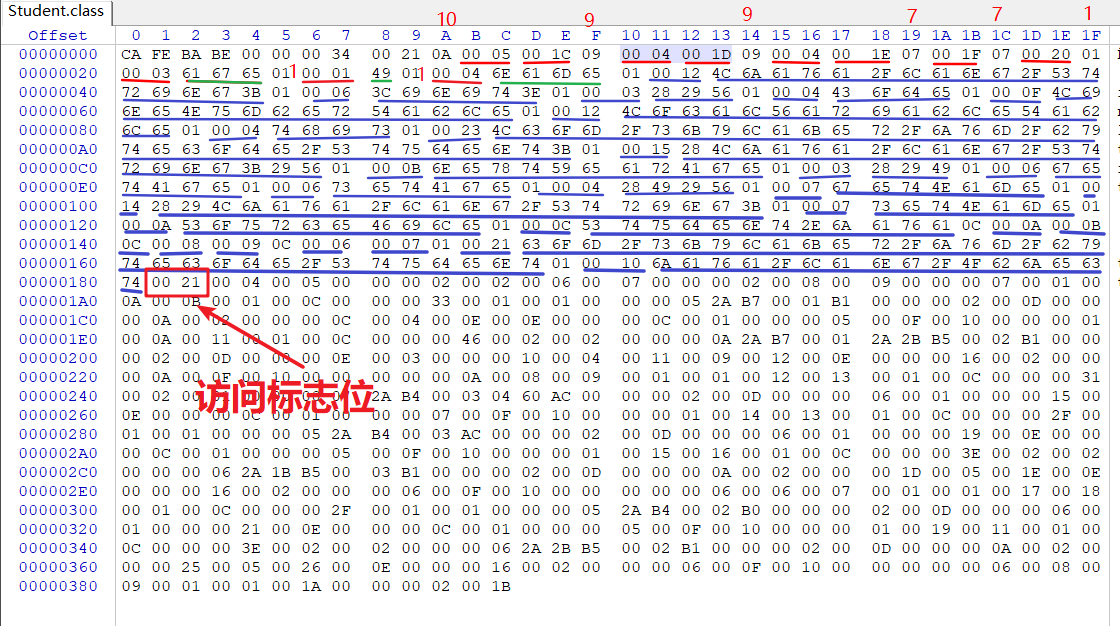 Student.class
10 9 9 7 7 1
Offset 0 1 2 3 4 5 6 7 8 9 A B C D E F 10 11 12 13 14 15 16 17 18 19 1A 1B 1C 1D 1E 1F
00000000 CA FE BA BE 00 00 00 34 00 21 0A 00 05 00 1C 09 00 04 00 1D 09 00 04 00 1E 07 00 1F 07 00 20 01
00000020 00 03 61 67 65 01 1 00 01 49 01 1 00 04 6E 61 6D 65 01 00 12 4C 6A 61 76 61 2F 6C 61 6E 67 2F 53 74
00000040 72 69 6E 67 3B 01 00 06 3C 69 6E 69 74 3E 01 00 03 28 29 56 01 00 04 43 6F 64 65 01 00 0F 4C 69
00000060 6E 65 4E 75 6D 62 65 72 54 61 62 6C 65 01 00 12 4C 6F 63 61 6C 56 61 72 69 61 62 6C 65 54 61 62
00000080 6C 65 01 00 04 74 68 69 73 01 00 23 4C 63 6F 6D 2F 73 6B 79 6C 61 6B 65 72 2F 6A 76 6D 2F 62 79
000000A0 74 65 63 6F 64 65 2F 53 74 75 64 65 6E 74 3B 01 00 15 28 4C 6A 61 76 61 2F 6C 61 6E 67 2F 53 74
000000C0 72 69 6E 67 3B 29 56 01 00 0B 6E 65 78 74 59 65 61 72 41 67 65 01 00 03 28 29 49 01 00 06 67 65
000000E0 74 41 67 65 01 00 06 73 65 74 41 67 65 01 00 04 28 49 29 56 01 00 07 67 65 74 4E 61 6D 65 01 00
00000100 14 28 29 4C 6A 61 76 61 2F 6C 61 6E 67 2F 53 74 72 69 6E 67 3B 01 00 07 73 65 74 4E 61 6D 65 01
00000120 00 0A 53 6F 75 72 63 65 46 69 6C 65 01 00 0C 53 74 75 64 65 6E 74 2E 6A 61 76 61 0C 00 0A 00 0B
00000140 0C 00 08 00 09 0C 00 06 00 07 01 00 21 63 6F 6D 2F 73 6B 79 6C 61 6B 65 72 2F 6A 76 6D 2F 62 79
00000160 74 65 63 6F 64 65 2F 53 74 75 64 65 6E 74 01 00 10 6A 61 76 61 2F 6C 61 6E 67 2F 4F 62 6A 65 63
00000180 74 00 21 00 04 00 05 00 00 00 02 00 02 00 06 00 07 00 00 00 02 00 08 00 09 00 00 00 07 00 01 00
000001A0 0A 00 0B 00 01 00 0C 00 00 00 33 00 01 00 01 00 00 00 05 2A B7 00 01 B1 00 00 00 02 00 0D 00 00
000001C0 00 0A 00 02 00 00 00 0C 00 04 00 0E 00 0E 00 00 00 0C 00 01 00 00 00 05 00 0F 00 10 00 00 00 01
000001E0 00 0A 00 11 00 01 00 0C 00 00 00 46 00 02 00 02 00 00 00 0A 2A B7 00 01 2A 2B B5 00 02 B1 00 00
00000200 00 02 00 0D 00 00 00 0E 00 03 00 00 00 10 00 04 00 11 00 09 00 12 00 0E 00 00 00 16 00 02 00 00
00000220 00 0A 00 0F 00 10 00 00 00 00 00 0A 00 08 00 09 00 01 00 01 00 12 00 13 00 01 00 0C 00 00 00 31
访问标志位
00000240 00 02 00 01 00 00 00 07 2A B4 00 03 04 60 AC 00 00 00 02 00 0D 00 00 00 06 00 01 00 00 00 15 00
00000260 0E 00 00 00 0C 00 01 00 00 00 07 00 0F 00 10 00 00 00 01 00 14 00 13 00 01 00 0C 00 00 00 2F 00
00000280 01 00 01 00 00 00 05 2A B4 00 03 AC 00 00 00 02 00 0D 00 00 00 06 00 01 00 00 00 19 00 0E 00 00
000002A0 00 0C 00 01 00 00 00 05 00 0F 00 10 00 00 00 01 00 15 00 16 00 01 00 0C 00 00 00 3E 00 02 00 02
000002C0 00 00 00 06 2A 1B B5 00 03 B1 00 00 00 02 00 0D 00 00 00 0A 00 02 00 00 00 1D 00 05 00 1E 00 0E
000002E0 00 00 00 16 00 02 00 00 00 06 00 0F 00 10 00 00 00 00 00 06 00 06 00 07 00 01 00 01 00 17 00 18
00000300 00 01 00 0C 00 00 00 2F 00 01 00 01 00 00 00 05 2A B4 00 02 B0 00 00 00 02 00 0D 00 00 00 06 00
00000320 01 00 00 00 21 00 0E 00 00 00 0C 00 01 00 00 00 05 00 0F 00 10 00 00 00 01 00 19 00 11 00 01 00
00000340 0C 00 00 00 3E 00 02 00 02 00 00 00 06 2A 2B B5 00 02 B1 00 00 00 02 00 0D 00 00 00 0A 00 02 00
00000360 00 00 25 00 05 00 26 00 0E 00 00 00 16 00 02 00 00 00 06 00 0F 00 10 00 00 00 00 00 06 00 08 00
00000380 09 00 01 00 01 00 1A 00 00 00 02 00 1B